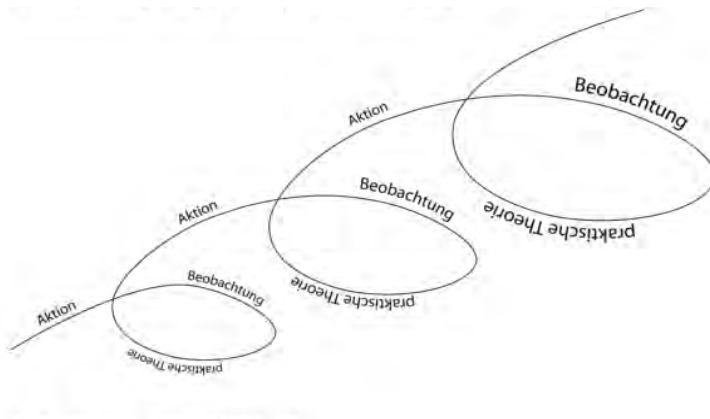 Aktion
Beobachtung
praktische Theorie
Aktion
Beobachtung
praktische Theorie
Aktion
Beobachtung
praktische Theorie